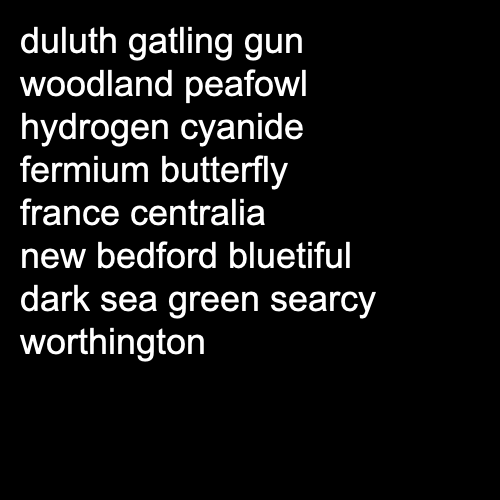 duluth gatling gun
woodland peafowl
hydrogen cyanide
fermium butterfly
france centralia
new bedford bluetiful
dark sea green searcy
worthington